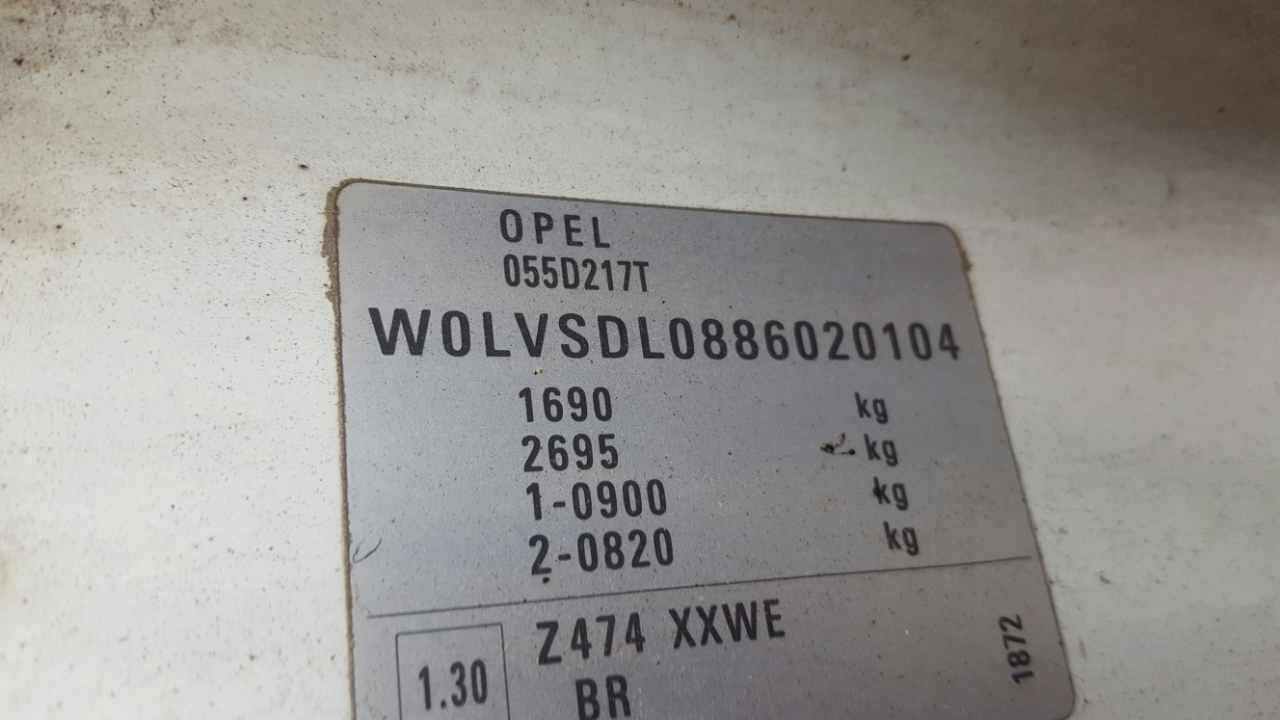 OPEL
055D217T
W0LVSDL0886020104
1690 kg
2695 kg
1-0900 kg
2-0820 kg
Z474 XXWE
1.30
BR
1872